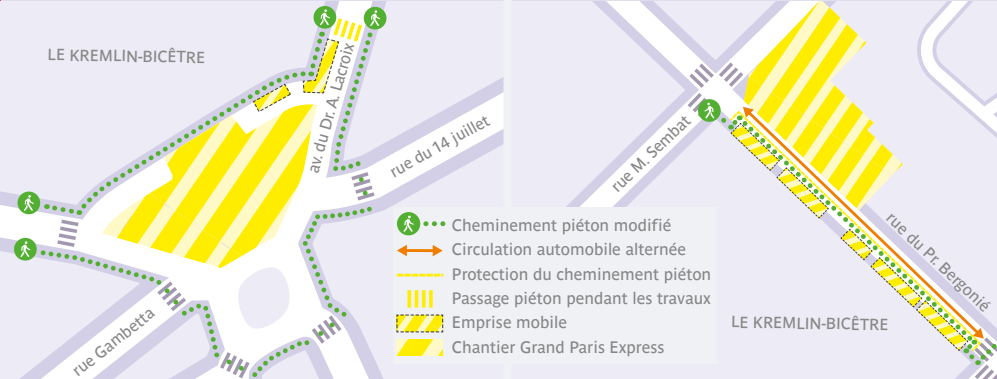 LE KREMLIN-BICÊTRE
av. du Dr. A. Lacroix
rue du 14 juillet
rue Gambetta
rue M. Sembat
rue du Pr. Bergonié
LE KREMLIN-BICÊTRE
Cheminement piéton modifié
Circulation automobile alternée
Protection du cheminement piéton
Passage piéton pendant les travaux
Emprise mobile
Chantier Grand Paris Express